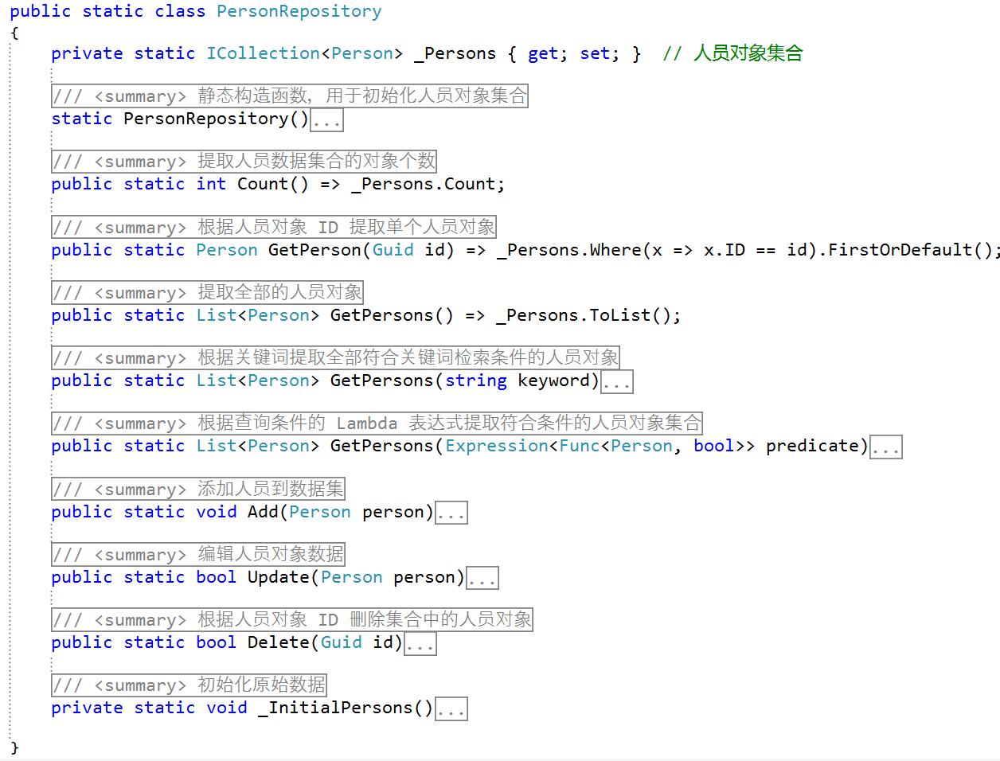 public static class PersonRepository
{
private static ICollection<Person> _Persons { get; set; }  // 人员对象集合
/// <summary> 静态构造函数，用于初始化人员对象集合
static PersonRepository()...
/// <summary> 提取人员数据集合的对象个数
public static int Count() => _Persons.Count;
/// <summary> 根据人员对象 ID 提取单个人员对象
public static Person GetPerson(Guid id) => _Persons.Where(x => x.ID == id).FirstOrDefault();
/// <summary> 提取全部的人员对象
public static List<Person> GetPersons() => _Persons.ToList();
/// <summary> 根据关键词提取全部符合关键词检索条件的人员对象
public static List<Person> GetPersons(string keyword)...
/// <summary> 根据查询条件的 Lambda 表达式提取符合条件的人员对象集合
public static List<Person> GetPersons(Expression<Func<Person, bool>> predicate)...
/// <summary> 添加人员到数据集
public static void Add(Person person)...
/// <summary> 编辑人员对象数据
public static bool Update(Person person)...
/// <summary> 根据人员对象 ID 删除集合中的人员对象
public static bool Delete(Guid id)...
/// <summary> 初始化原始数据
private static void _InitialPersons()...
}